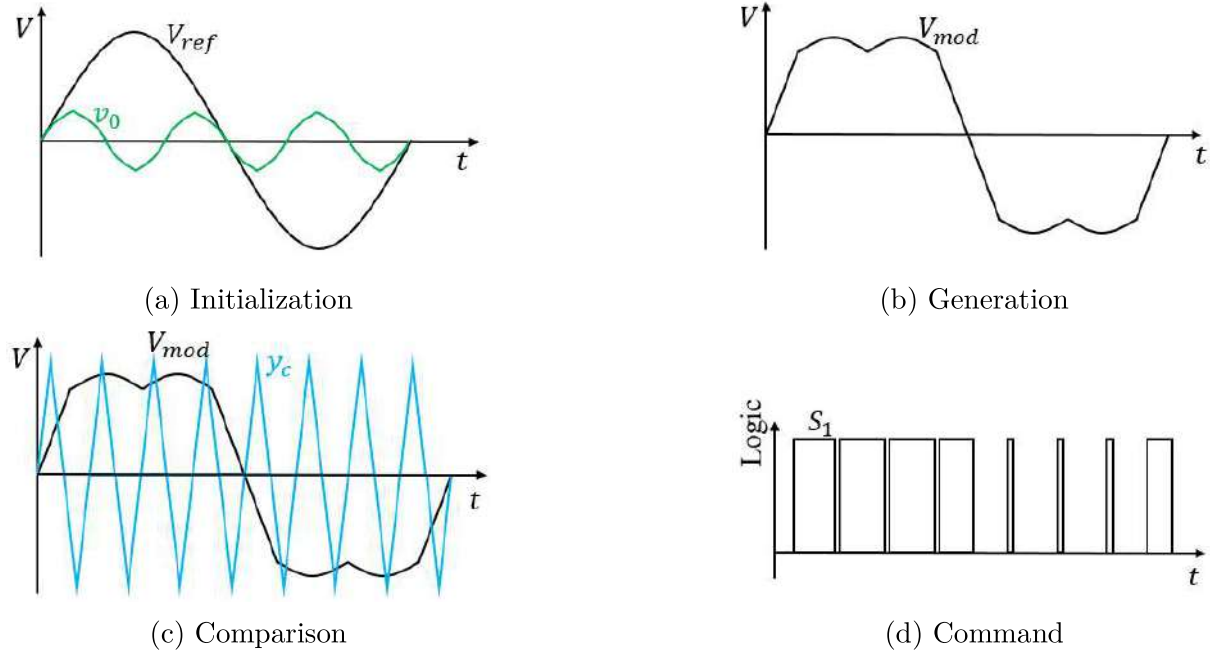 V
V_ref
v_0
t
(a) Initialization
V
V_mod
t
(b) Generation
V
V_mod
y_c
t
(c) Comparison
Logic
S_1
t
(d) Command